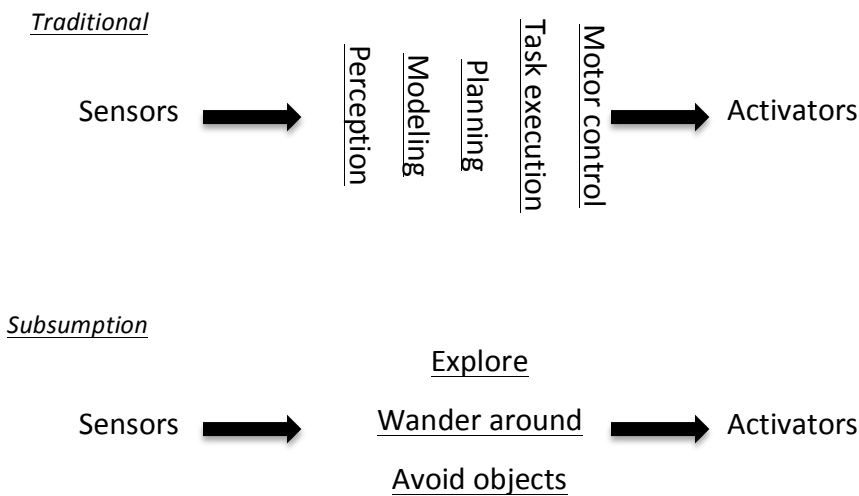 Traditional
Sensors
Perception
Modeling
Planning
Task execution
Motor control
Activators
Subsumption
Explore
Sensors
Wander around
Activators
Avoid objects